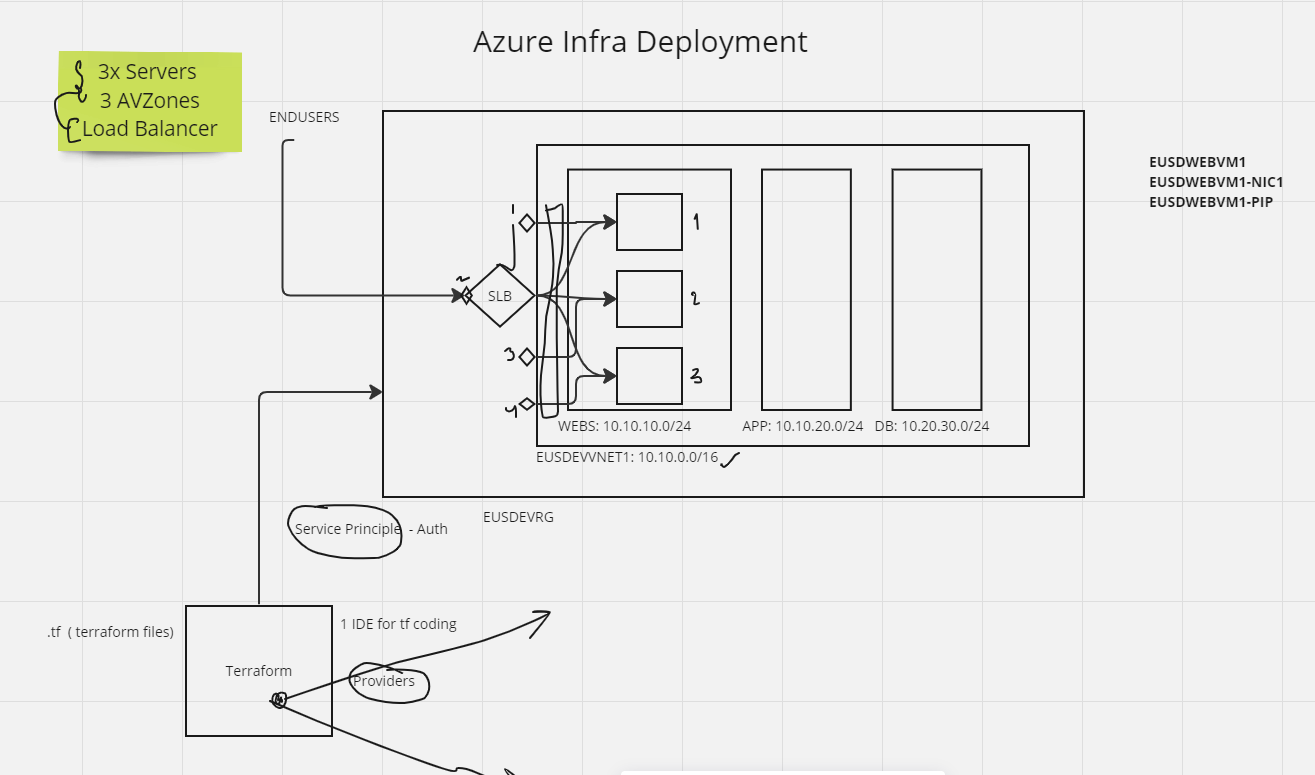 Azure Infra Deployment
3x Servers
3 AVZones
Load Balancer
ENDUSERS
EUSDWEBVM1
EUSDWEBVM1-NIC1
EUSDWEBVM1-PIP
1
1
2
SLB
2
3
3
4
WEBS: 10.10.10.0/24
APP: 10.10.20.0/24
DB: 10.20.30.0/24
EUSDEVVNET1: 10.10.0.0/16
EUSDEVRG
Service Principle - Auth
.tf ( terraform files)
1 IDE for tf coding
Terraform
Providers